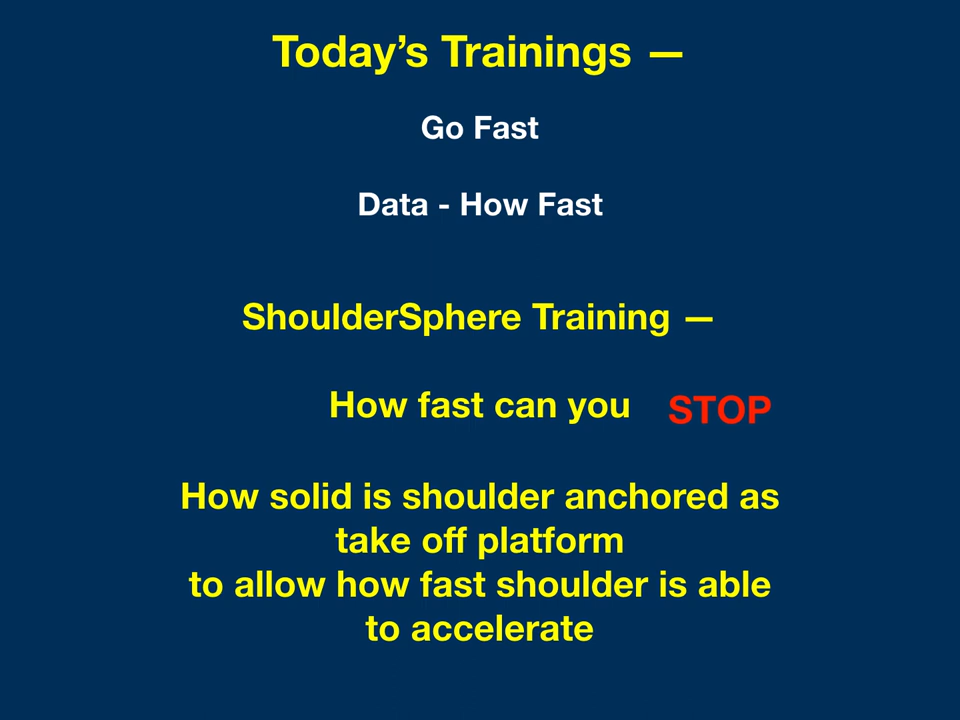 Today’s Trainings —
Go Fast
Data - How Fast
ShoulderSphere Training —
How fast can you STOP
How solid is shoulder anchored as
take off platform
to allow how fast shoulder is able
to accelerate